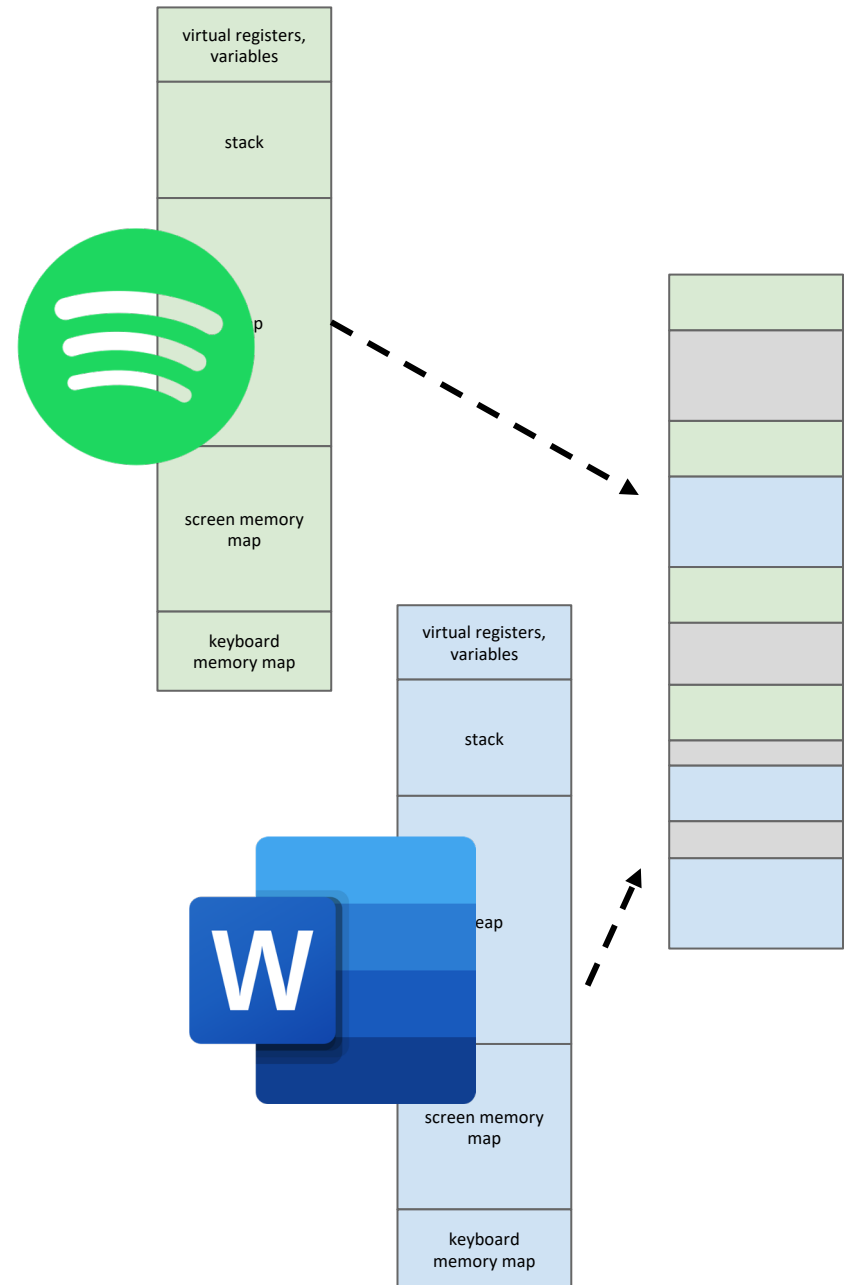 virtual registers,
variables
stack
p
screen memory
map
keyboard
memory map
virtual registers,
variables
stack
eap
W
screen memory
map
keyboard
memory map